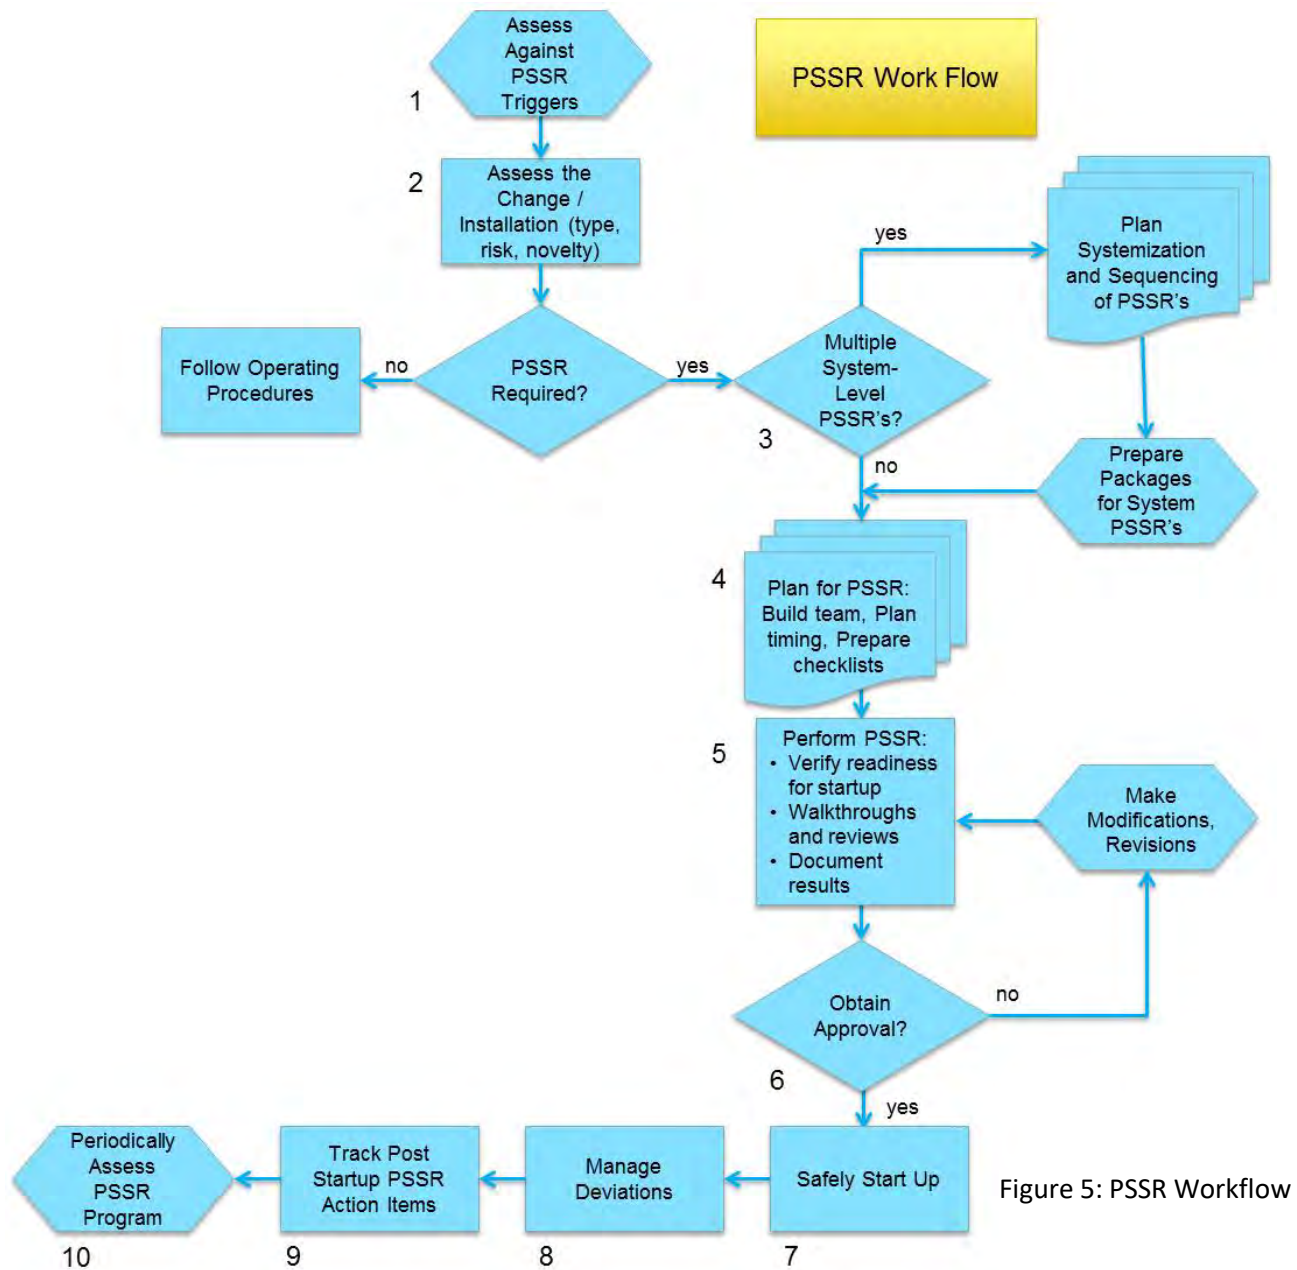 Assess
Against
PSSR
Triggers
1
PSSR Work Flow
2
Assess the
Change /
Installation (type,
risk, novelty)
yes
Plan
Systemization
and Sequencing
of PSSR's
Follow Operating
Procedures
no
PSSR
Required?
yes
Multiple
System-
Level
PSSR's?
3
no
Prepare
Packages
for System
PSSR's
4
Plan for PSSR:
Build team, Plan
timing, Prepare
checklists
5
Perform PSSR:
• Verify readiness
for startup
• Walkthroughs
and reviews
• Document
results
Make
Modifications,
Revisions
Obtain
Approval?
no
6
yes
Periodically
Assess
PSSR
Program
10
Track Post
Startup PSSR
Action Items
9
Manage
Deviations
8
Safely Start Up
7
Figure 5: PSSR Workflow